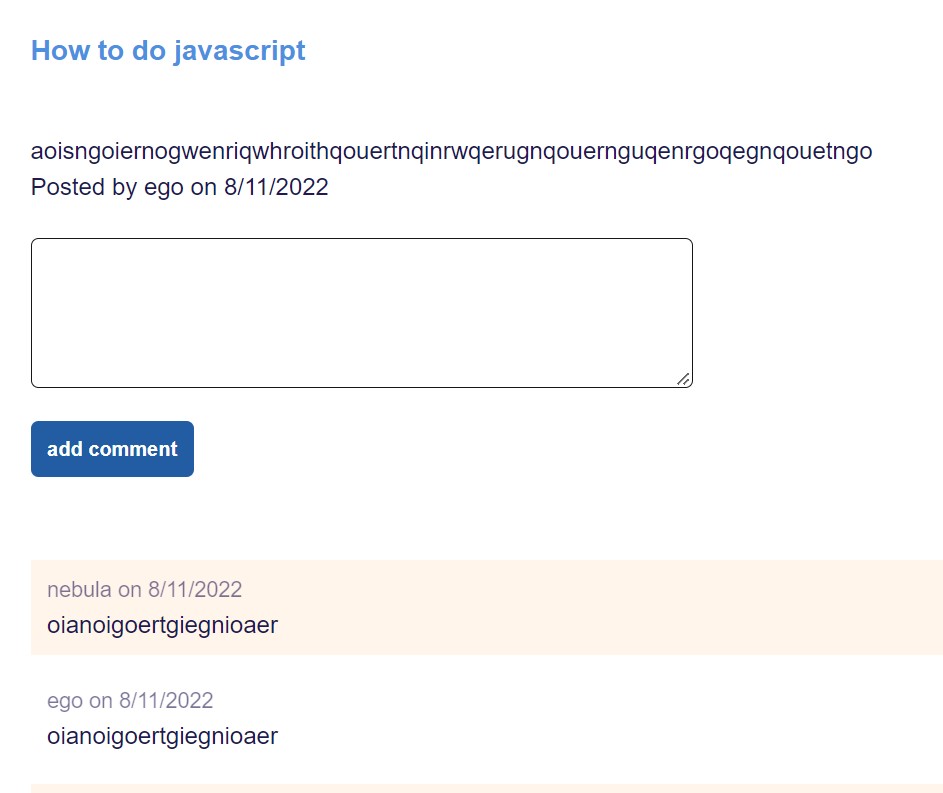 How to do javascript
aoisngoiernogwenriqwhroithqouertnqinrwqerugnqouernguqenrgoqegnqouetngo
Posted by ego on 8/11/2022
add comment
nebula on 8/11/2022
oianoigoertgiegnioaer
ego on 8/11/2022
oianoigoertgiegnioaer